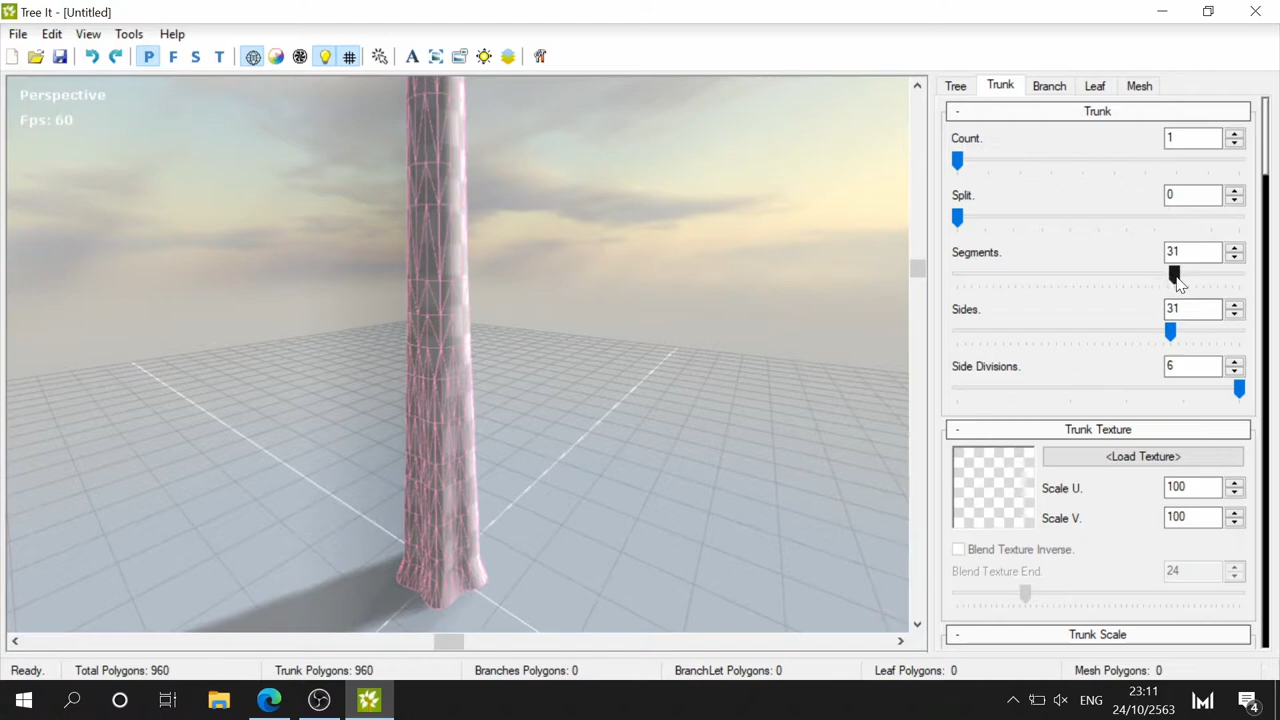 Tree It - [Untitled]
File Edit View Tools Help
P F S T A
Perspective
Fps: 60
Tree Trunk Branch Leaf Mesh
- Trunk
Count. 1
Split. 0
Segments. 31
Sides. 31
Side Divisions. 6
- Trunk Texture
<Load Texture>
Scale U. 100
Scale V. 100
Blend Texture Inverse.
Blend Texture End. 24
- Trunk Scale
Ready. Total Polygons: 960 Trunk Polygons: 960 Branches Polygons: 0 BranchLet Polygons: 0 Leaf Polygons: 0 Mesh Polygons: 0
ENG 23:11
24/10/2563 4